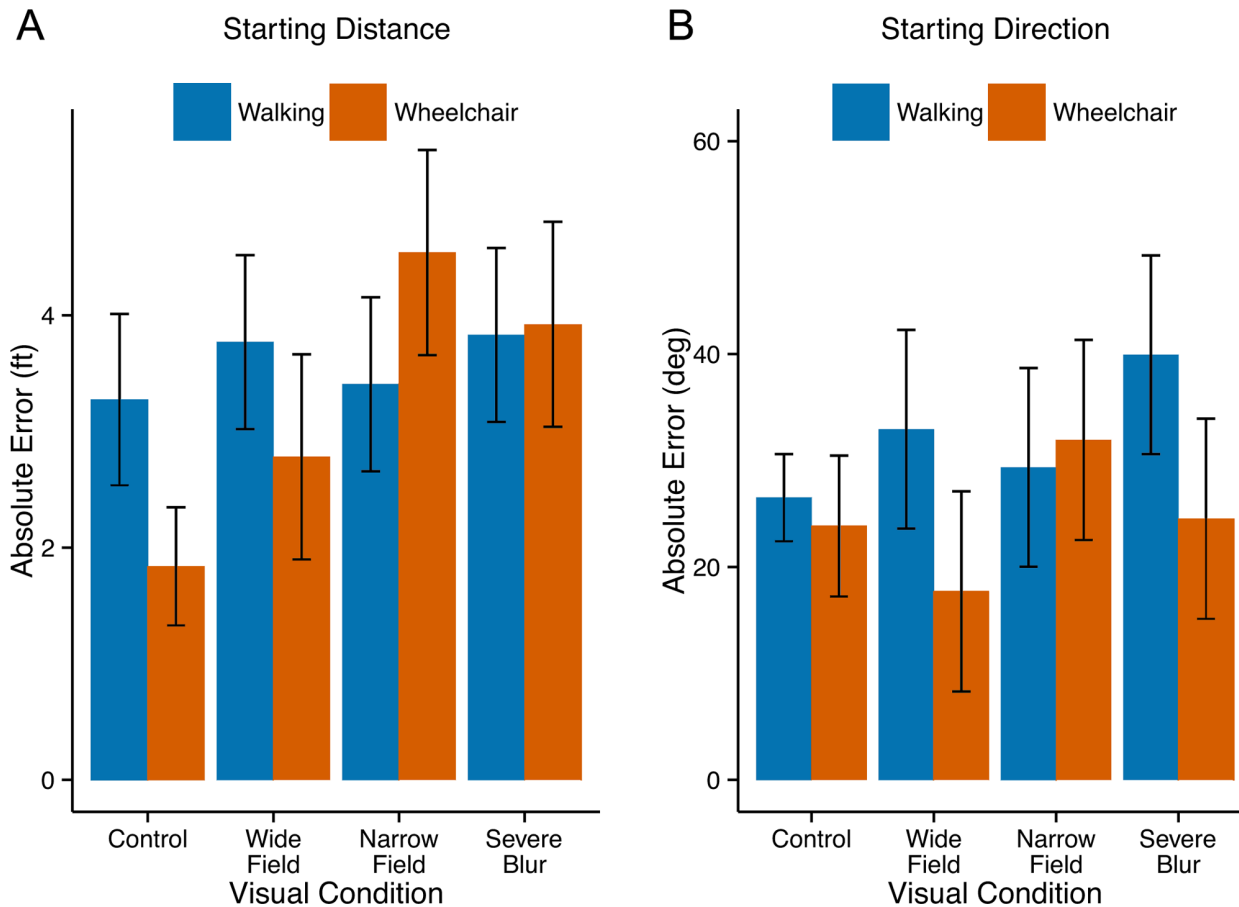 A
Starting Distance
Walking
Wheelchair
Absolute Error (ft)
4
2
0
Control
Wide
Field
Narrow
Field
Severe
Blur
Visual Condition
B
Starting Direction
Walking
Wheelchair
Absolute Error (deg)
60
40
20
0
Control
Wide
Field
Narrow
Field
Severe
Blur
Visual Condition